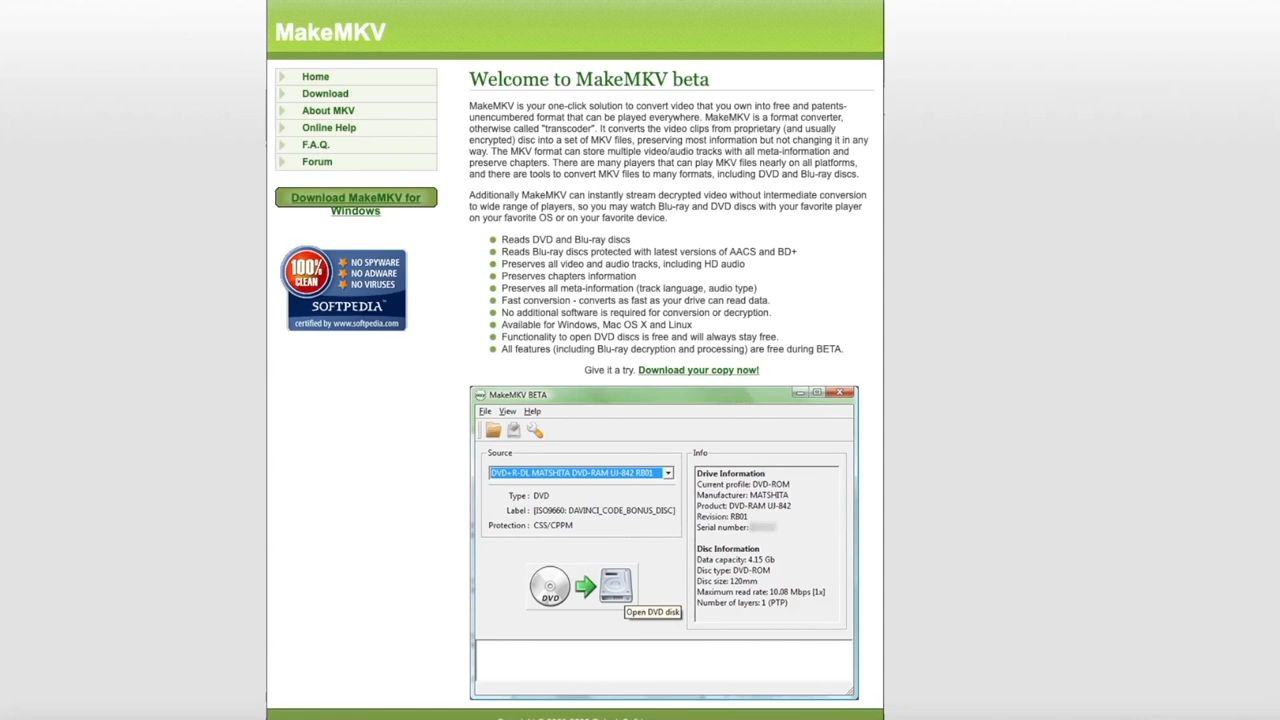 MakeMKV
Home
Download
About MKV
Online Help
F.A.Q.
Forum
Download MakeMKV for
Windows
100%
CLEAN
NO SPYWARE
NO ADWARE
NO VIRUSES
SOFTPEDIA™
certified by www.softpedia.com
Welcome to MakeMKV beta
MakeMKV is your one-click solution to convert video that you own into free and patents-
unencumbered format that can be played everywhere. MakeMKV is a format converter,
otherwise called "transcoder". It converts the video clips from proprietary (and usually
encrypted) disc into a set of MKV files, preserving most information but not changing it in any
way. The MKV format can store multiple video/audio tracks with all meta-information and
preserve chapters. There are many players that can play MKV files nearly on all platforms,
and there are tools to convert MKV files to many formats, including DVD and Blu-ray discs.
Additionally MakeMKV can instantly stream decrypted video without intermediate conversion
to wide range of players, so you may watch Blu-ray and DVD discs with your favorite player
on your favorite OS or on your favorite device.
Reads DVD and Blu-ray discs
Reads Blu-ray discs protected with latest versions of AACS and BD+
Preserves all video and audio tracks, including HD audio
Preserves chapters information
Preserves all meta-information (track language, audio type)
Fast conversion - converts as fast as your drive can read data.
No additional software is required for conversion or decryption.
Available for Windows, Mac OS X and Linux
Functionality to open DVD discs is free and will always stay free.
All features (including Blu-ray decryption and processing) are free during BETA.
Give it a try. Download your copy now!
MakeMKV BETA
File View Help
Source
DVD+R-DL MATSHITA DVD-RAM UJ-842 RB01
Type : DVD
Label : [ISO9660: DAVINCI_CODE_BONUS_DISC]
Protection : CSS/CPPM
DVD
Open DVD disk
Info
Drive Information
Current profile: DVD-ROM
Manufacturer: MATSHITA
Product: DVD-RAM UJ-842
Revision: RB01
Serial number:
Disc Information
Data capacity: 4.15 Gb
Disc type: DVD-ROM
Disc size: 120mm
Maximum read rate: 10.08 Mbps [1x]
Number of layers: 1 (PTP)